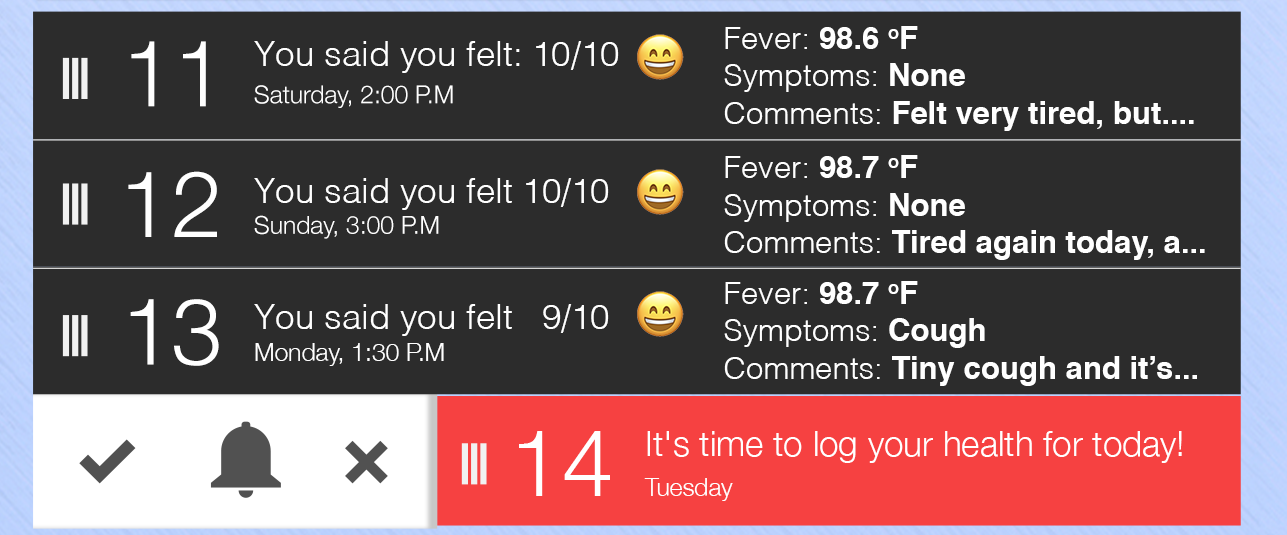 11
You said you felt: 10/10
Saturday, 2:00 P.M
Fever: 98.6 ºF
Symptoms: None
Comments: Felt very tired, but....
12
You said you felt 10/10
Sunday, 3:00 P.M
Fever: 98.7 ºF
Symptoms: None
Comments: Tired again today, a...
13
You said you felt 9/10
Monday, 1:30 P.M
Fever: 98.7 ºF
Symptoms: Cough
Comments: Tiny cough and it’s...
14
It's time to log your health for today!
Tuesday